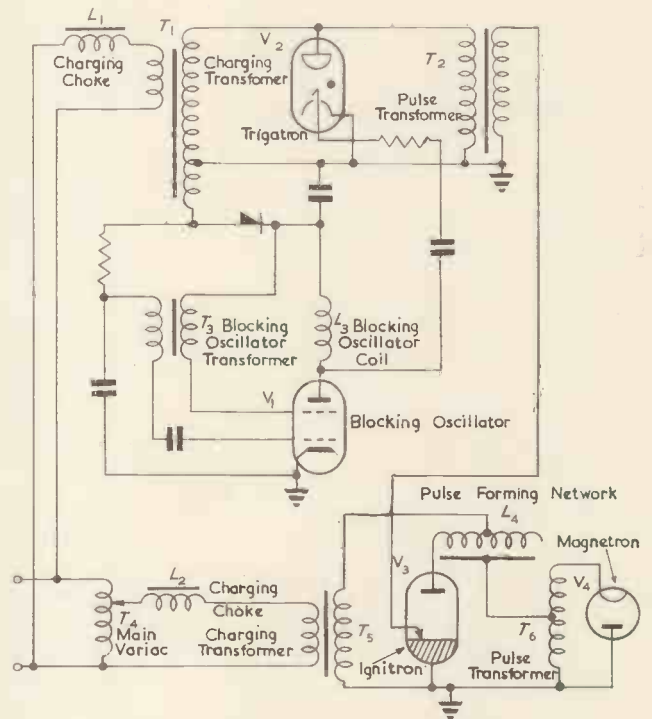 L1
Charging
Choke
T1
Charging
Transfomer
V2
Trigatron
T2
Pulse
Transformer
T3 Blocking
Oscillator
Transformer
L3 Blocking
Oscillator
Coil
V1
Blocking Oscillator
Pulse Forming Network
L4
Magnetron
V3
V4
L2
Charging
Choke
T4
Main
Variac
Charging
Transformer
T5
Ignitron
T6
Pulse
Transformer